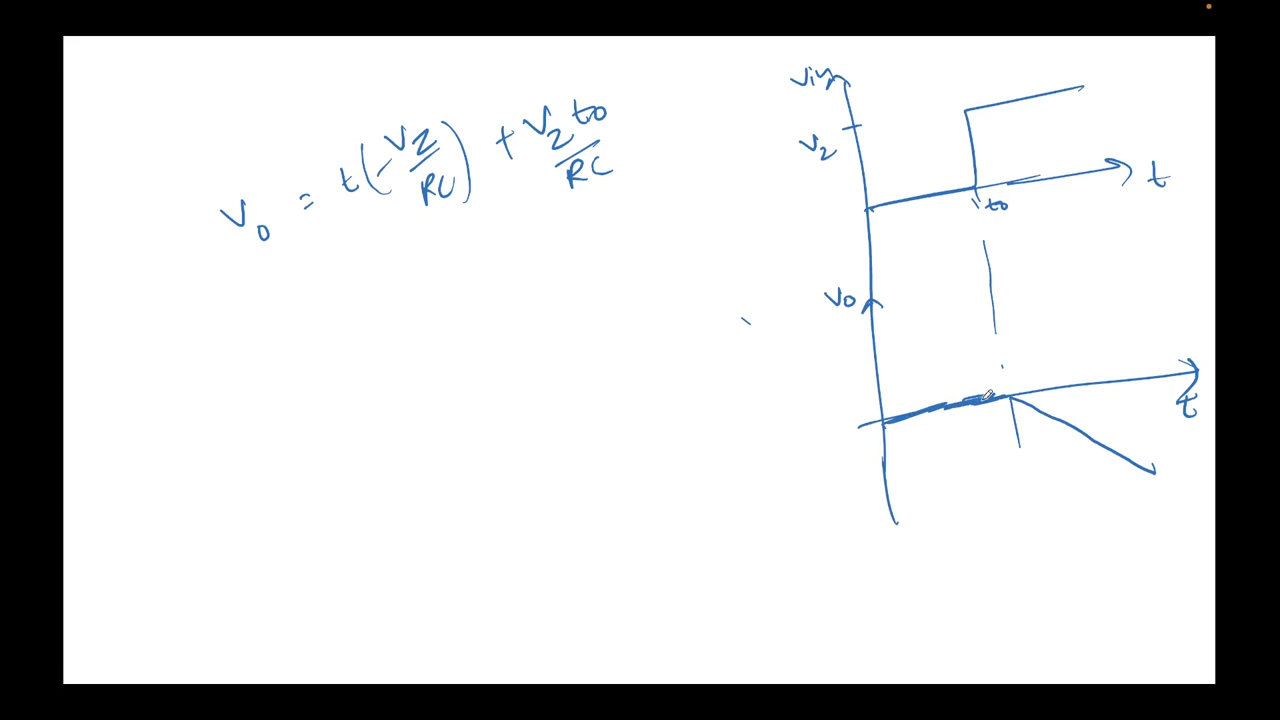 V₀ = t(-V₂/RC) + V₂t₀/RC
Vin
V₂
t
t₀
V₀
t